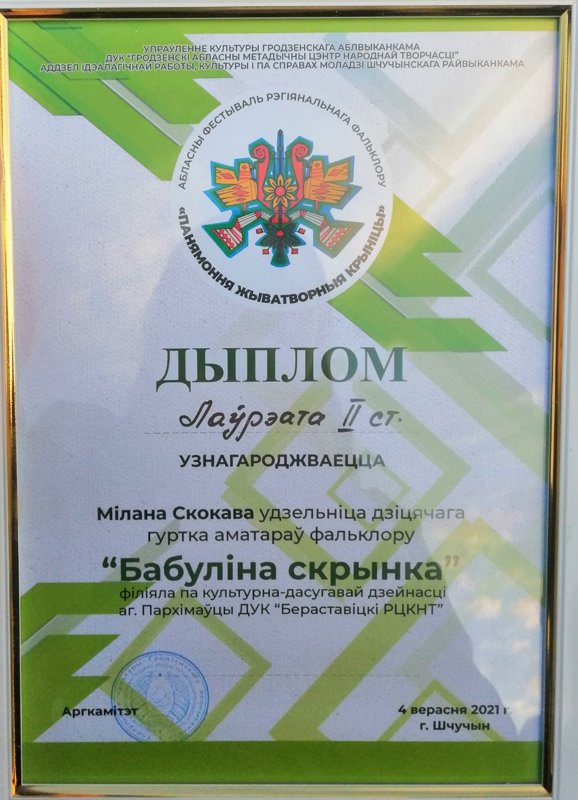 УПРАЎЛЕННЕ КУЛЬТУРЫ ГРОДЗЕНСКАГА АБЛВЫКАНКАМА
ДУК "ГРОДЗЕНСКІ АБЛАСНЫ МЕТАДЫЧНЫ ЦЭНТР НАРОДНАЙ ТВОРЧАСЦІ"
АДДЗЕЛ ІДЭАЛАГІЧНАЙ РАБОТЫ, КУЛЬТУРЫ І ПА СПРАВАХ МОЛАДЗІ ШЧУЧЫНСКАГА РАЙВЫКАНКАМА
АБЛАСНЫ ФЕСТЫВАЛЬ РЭГІЯНАЛЬНАГА ФАЛЬКЛОРУ
«ПАНЯМОННЯ ЖЫВАТВОРНЫЯ КРЫНІЦЫ»
ДЫПЛОМ
Лаўрэата II ст.
УЗНАГАРОДЖВАЕЦЦА
Мілана Скокава удзельніца дзіцячага
гуртка аматараў фальклору
“Бабуліна скрынка”
філіяла па культурна-дасугавай дзейнасці
аг. Пархімаўцы ДУК “Бераставіцкі РЦКНТ”
Аргкамітэт
4 верасня 2021 г.
г. Шчучын